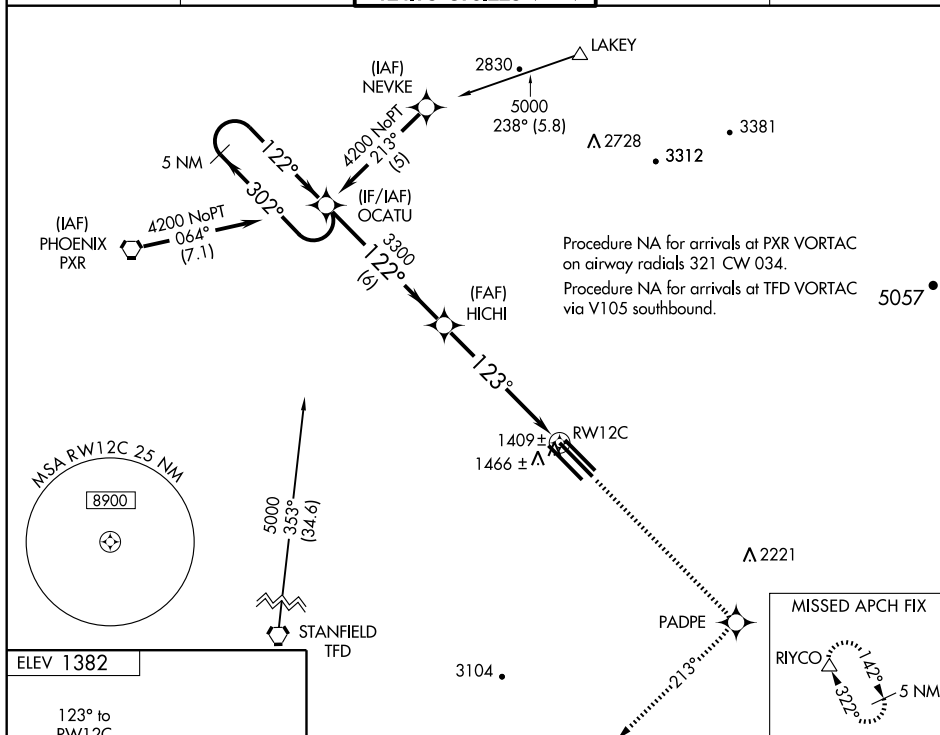 LAKEY
2830
(IAF)
NEVKE
5000
238° (5.8)
3381
2728
3312
4200 NoPT
213°
(5)
5 NM
122°
302°
(IF/IAF)
OCATU
(IAF)
PHOENIX
PXR
4200 NoPT
064°
(7.1)
3300
122°
(6)
Procedure NA for arrivals at PXR VORTAC
on airway radials 321 CW 034.
Procedure NA for arrivals at TFD VORTAC
via V105 southbound.
5057
(FAF)
HICHI
123°
RW12C
1409 ±
1466 ±
MSA RW12C 25 NM
8900
5000
353°
(34.6)
2221
STANFIELD
TFD
PADPE
MISSED APCH FIX
RIYCO
142°
322°
5 NM
213°
3104
ELEV 1382
123° to
RW12C